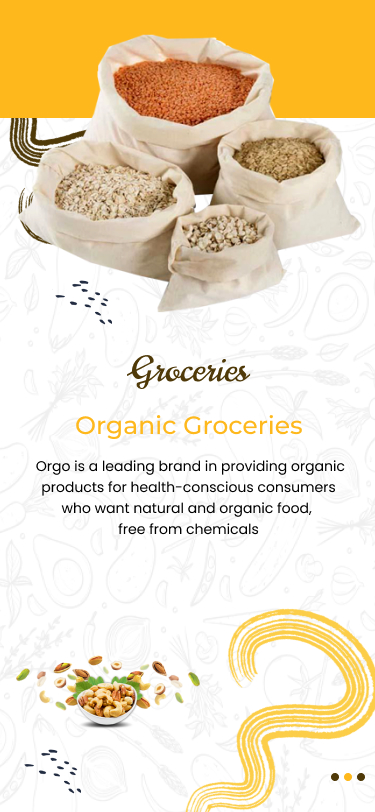 Groceries
Organic Groceries
Orgo is a leading brand in providing organic
products for health-conscious consumers
who want natural and organic food,
free from chemicals